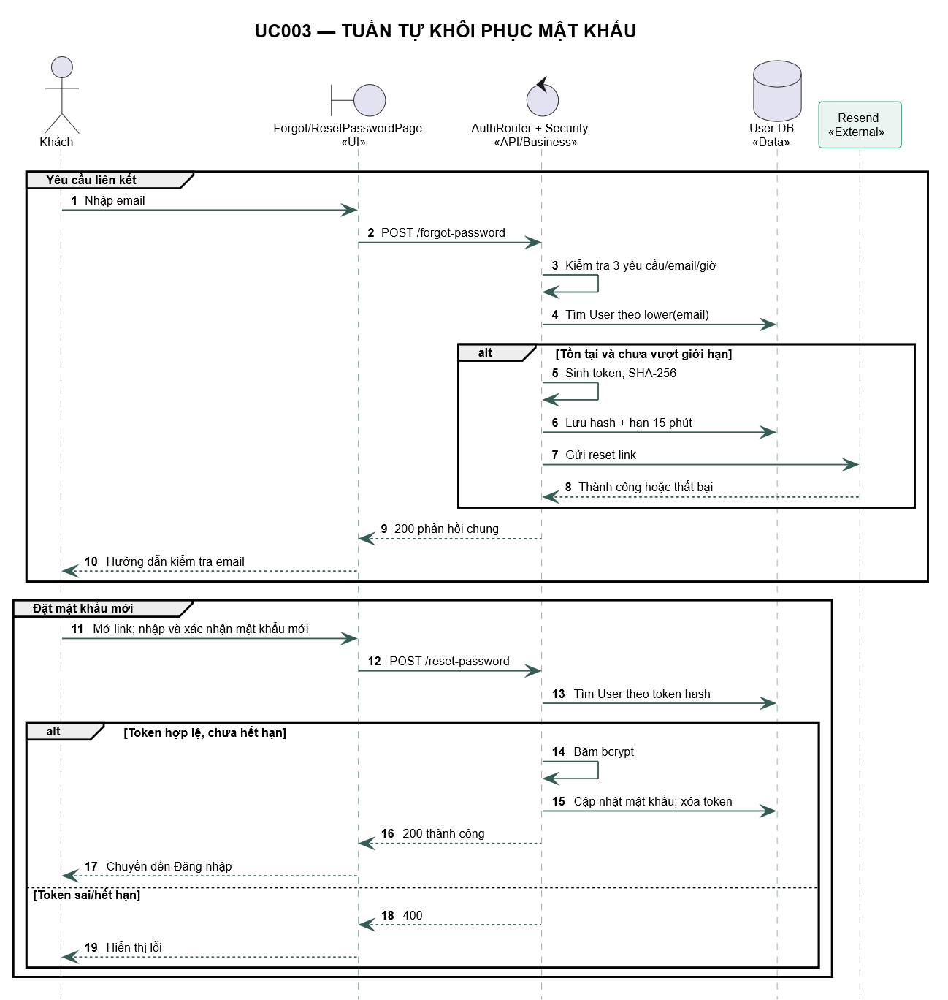 UC003 — TUẦN TỰ KHÔI PHỤC MẬT KHẨU
Khách
Forgot/ResetPasswordPage
«UI»
AuthRouter + Security
«API/Business»
User DB
«Data»
Resend
«External»
Yêu cầu liên kết
1 Nhập email
2 POST /forgot-password
3 Kiểm tra 3 yêu cầu/email/giờ
4 Tìm User theo lower(email)
alt [Tồn tại và chưa vượt giới hạn]
5 Sinh token; SHA-256
6 Lưu hash + hạn 15 phút
7 Gửi reset link
8 Thành công hoặc thất bại
9 200 phản hồi chung
10 Hướng dẫn kiểm tra email
Đặt mật khẩu mới
11 Mở link; nhập và xác nhận mật khẩu mới
12 POST /reset-password
13 Tìm User theo token hash
alt [Token hợp lệ, chưa hết hạn]
14 Băm bcrypt
15 Cập nhật mật khẩu; xóa token
16 200 thành công
17 Chuyển đến Đăng nhập
[Token sai/hết hạn]
18 400
19 Hiển thị lỗi